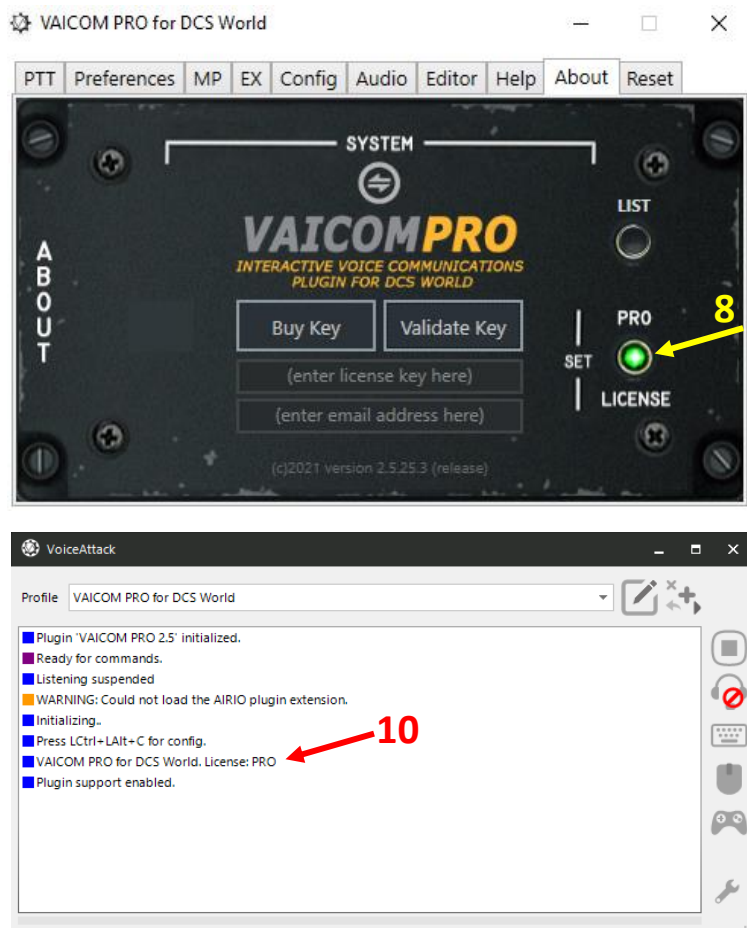 VAICOM PRO for DCS World
PTT Preferences MP EX Config Audio Editor Help About Reset
SYSTEM
LIST
ABOUT
VAICOMPRO
INTERACTIVE VOICE COMMUNICATIONS
PLUGIN FOR DCS WORLD
8
Buy Key Validate Key
PRO
SET
(enter license key here)
LICENSE
(enter email address here)
(c)2021 version 2.5.25.3 (release)
VoiceAttack
Profile VAICOM PRO for DCS World
Plugin 'VAICOM PRO 2.5' initialized.
Ready for commands.
Listening suspended
WARNING: Could not load the AIRIO plugin extension.
Initializing..
10
Press LCtrl+LAlt+C for config.
VAICOM PRO for DCS World. License: PRO
Plugin support enabled.